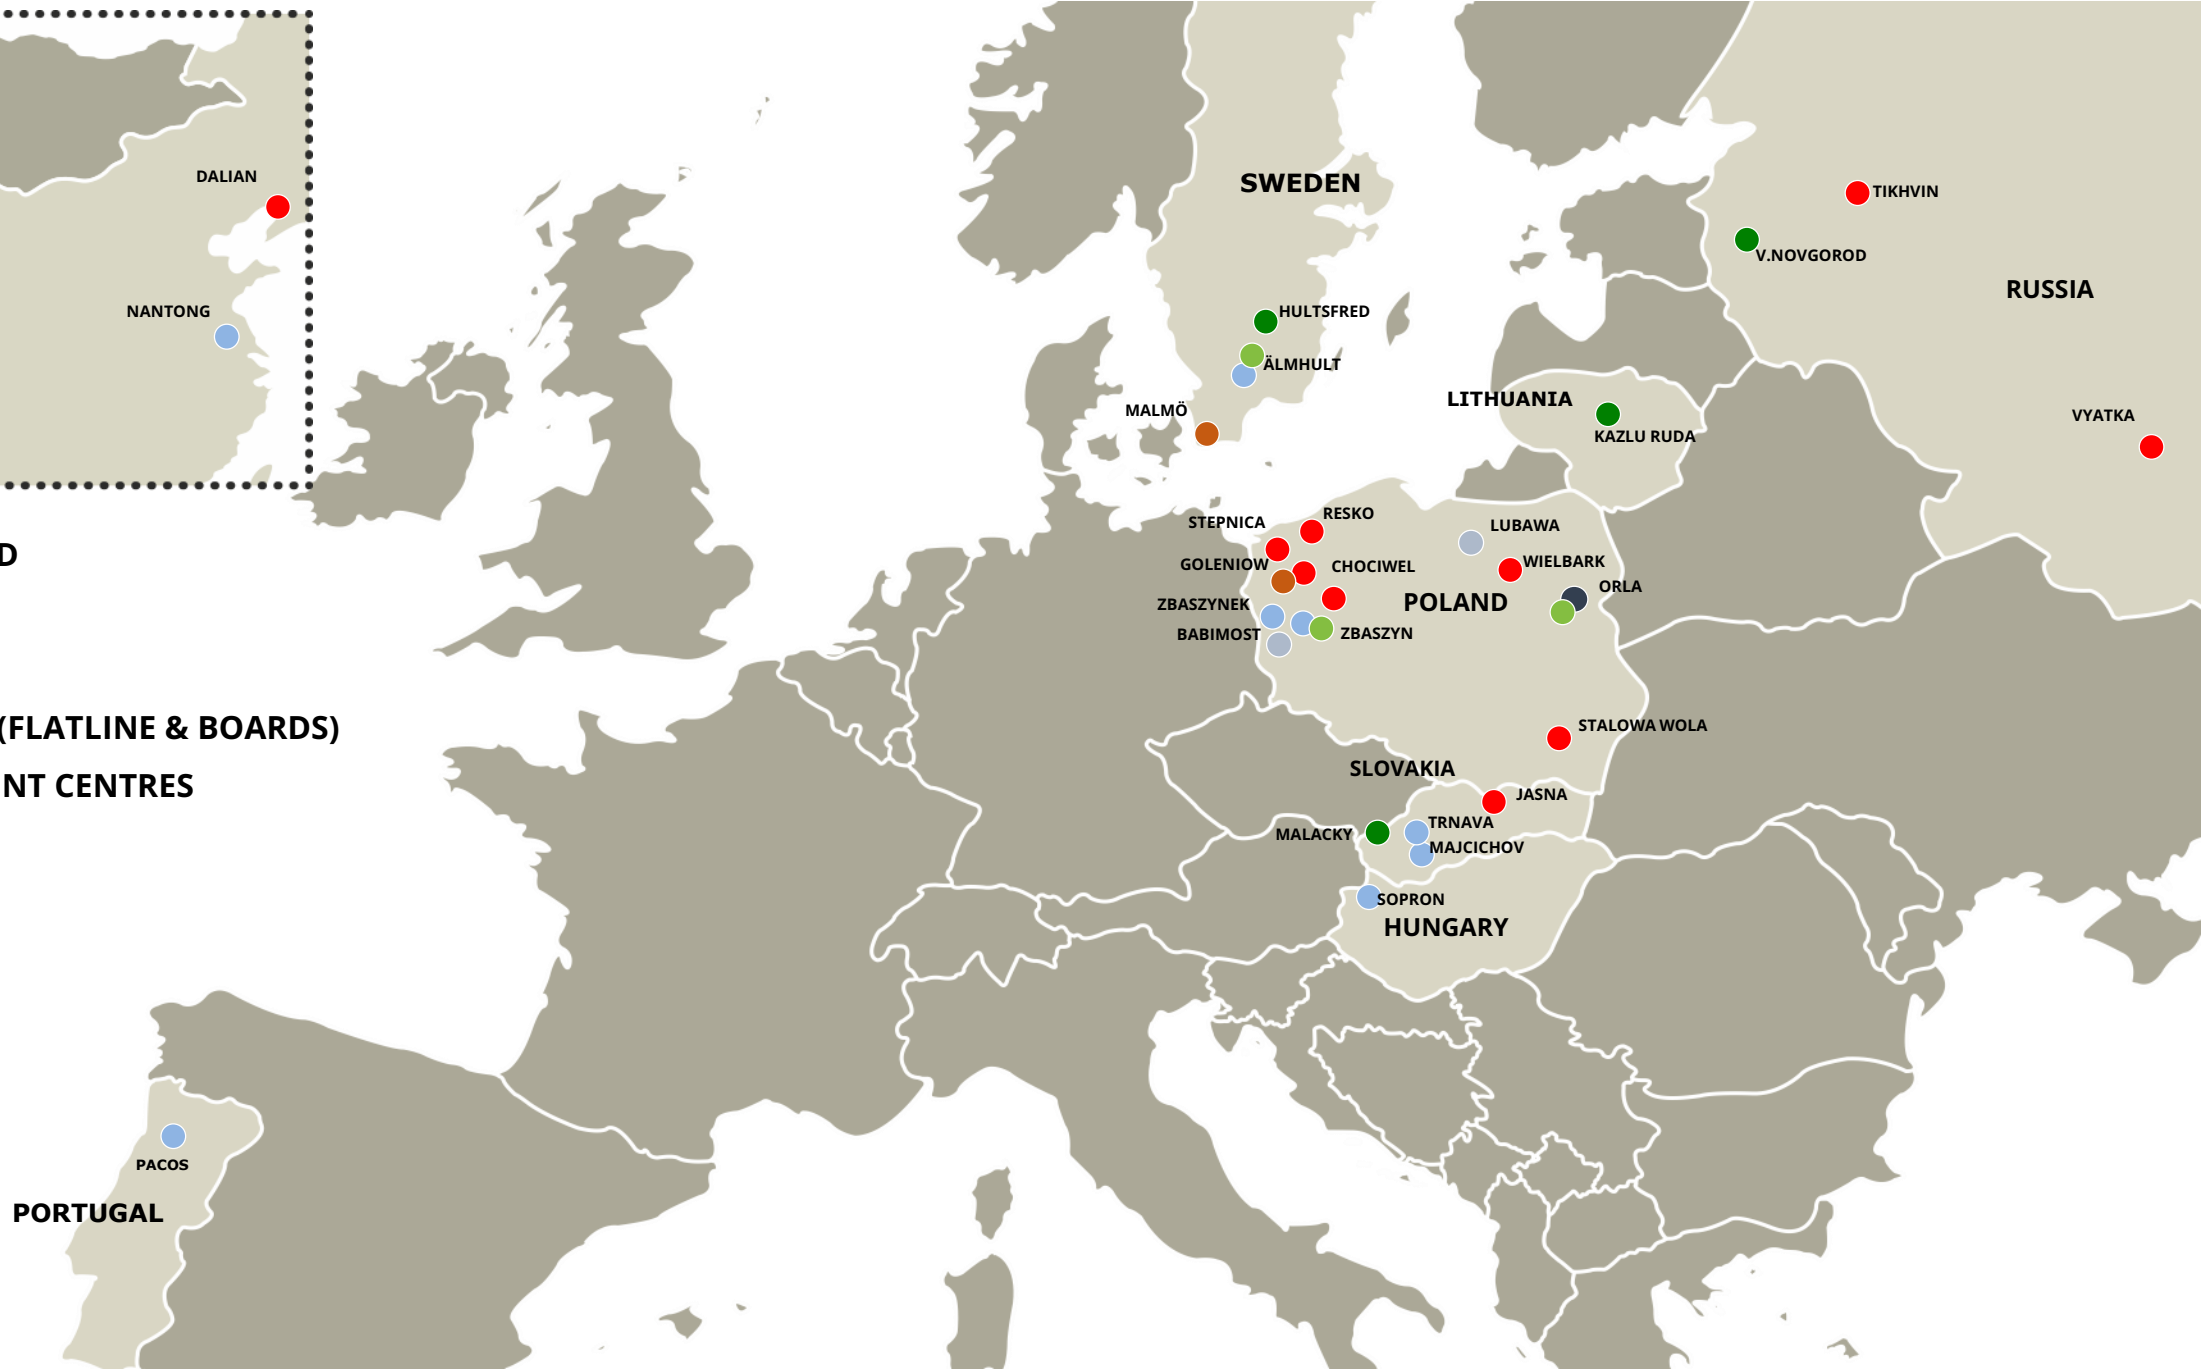 DALIAN
NANTONG
D
(FLATLINE & BOARDS)
NT CENTRES
SWEDEN
HULTSFRED
ÄLMHULT
MALMÖ
TIKHVIN
V.NOVGOROD
RUSSIA
VYATKA
LITHUANIA
KAZLU RUDA
STEPNICA
RESKO
LUBAWA
GOLENIOW
CHOCIWEL
WIELBARK
ORLA
ZBASZYNEK
POLAND
BABIMOST
ZBASZYN
STALOWA WOLA
SLOVAKIA
JASNA
MALACKY
TRNAVA
MAJCICHOV
SOPRON
HUNGARY
PACOS
PORTUGAL